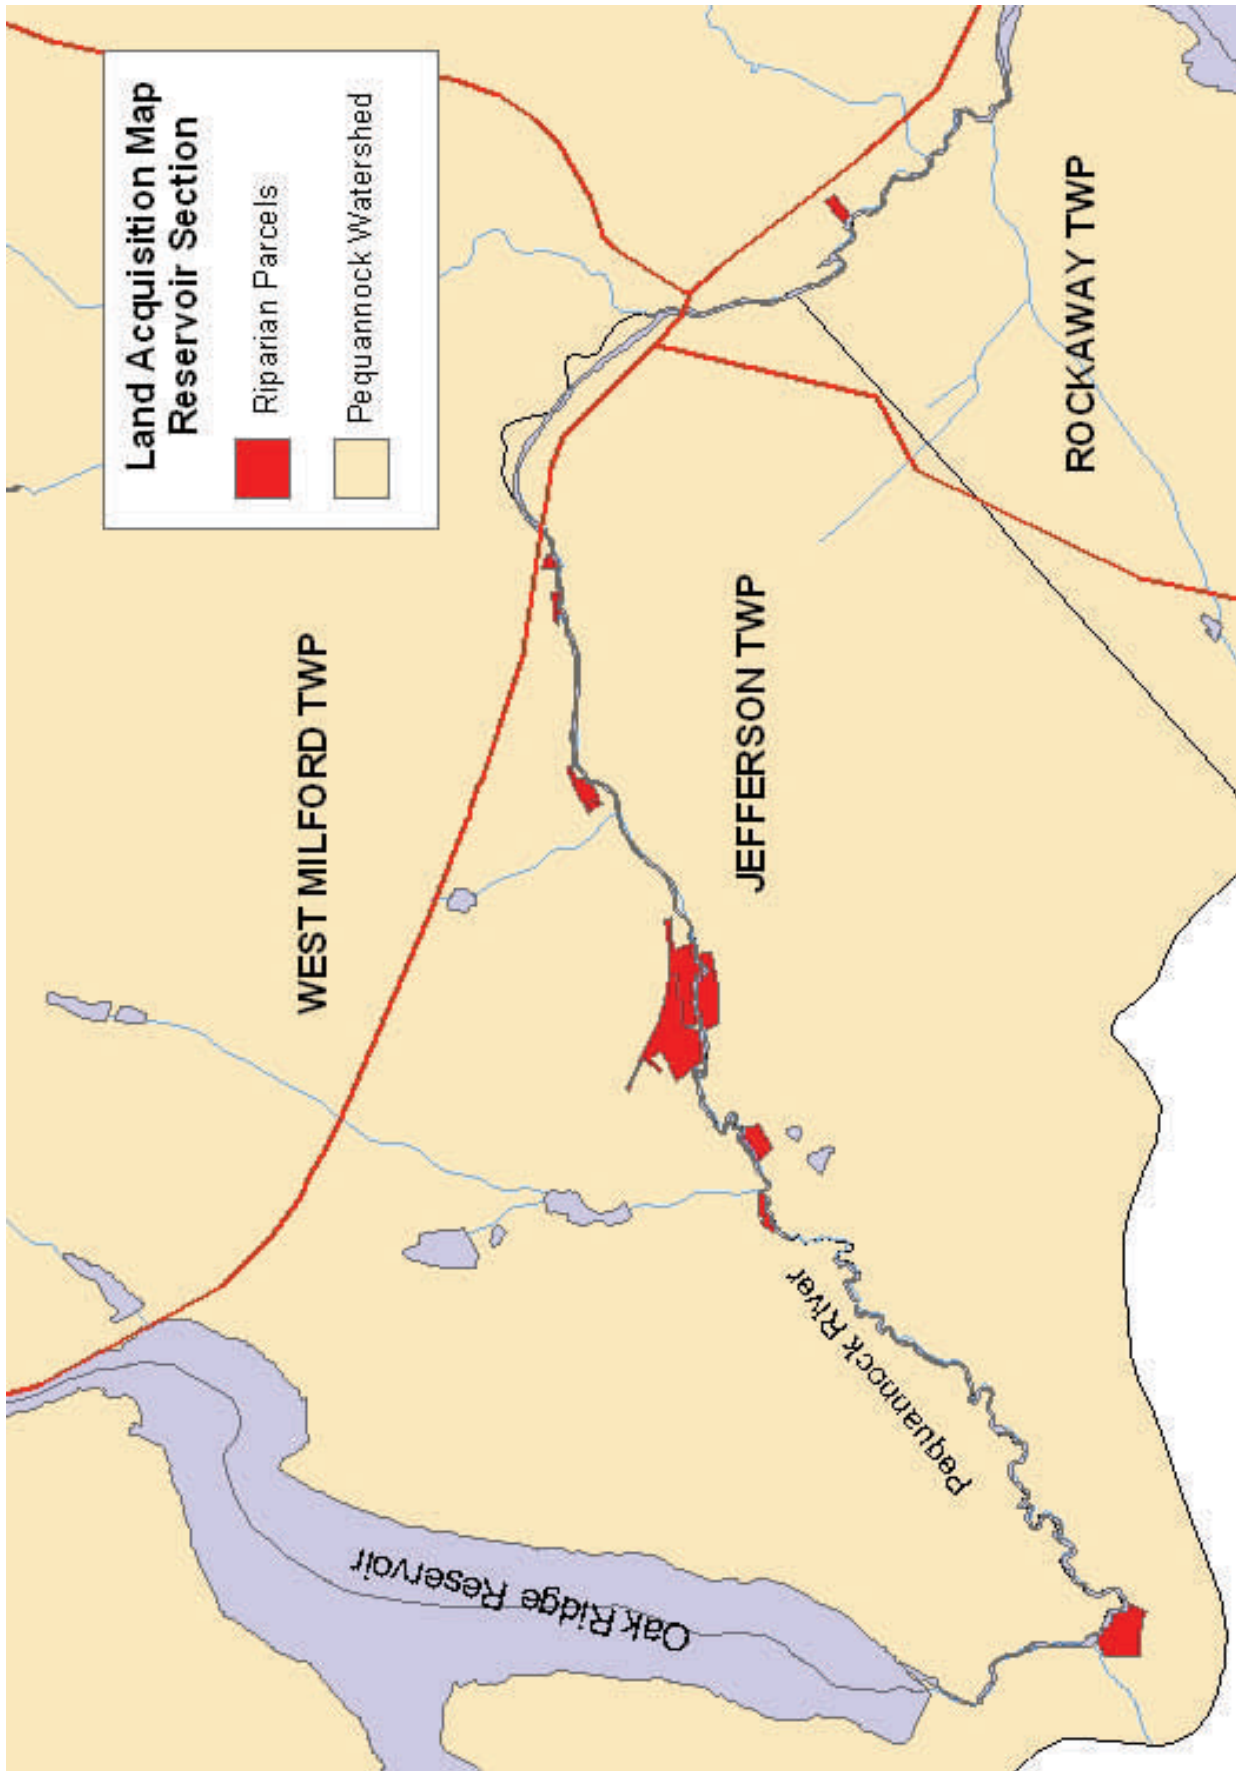 Land Acquisition Map
Reservoir Section
Riparian Parcels
Pequannock Watershed
WEST MILFORD TWP
JEFFERSON TWP
ROCKAWAY TWP
Pequannock River
Oak Ridge Reservoir